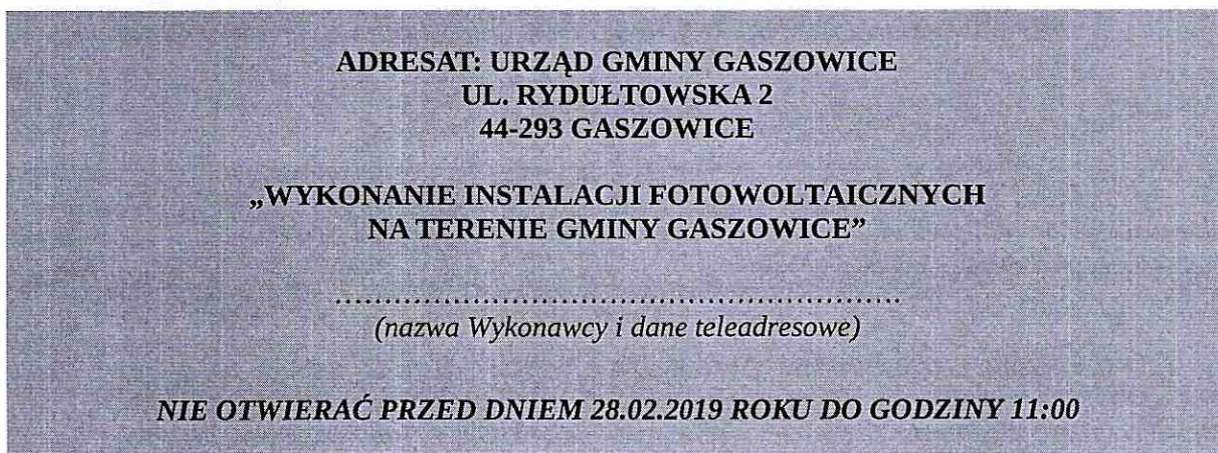 ADRESAT: URZĄD GMINY GASZOWICE
UL. RYDUŁTOWSKA 2
44-293 GASZOWICE
„WYKONANIE INSTALACJI FOTOWOLTAICZNYCH
NA TERENIE GMINY GASZOWICE”
..........................................................
(nazwa Wykonawcy i dane teleadresowe)
NIE OTWIERAĆ PRZED DNIEM 28.02.2019 ROKU DO GODZINY 11:00